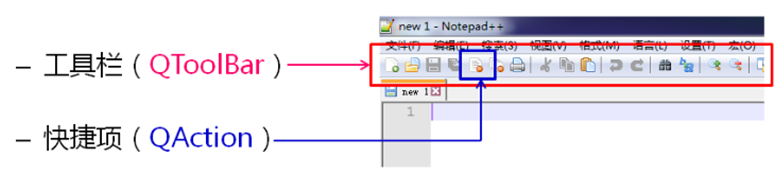 new 1 - Notepad++
文件(F) 编辑(E) 搜索(S) 视图(V) 格式(M) 语言(L) 设置(T) 宏(O)
– 工具栏（QToolBar）
new 1
1
– 快捷项（QAction）